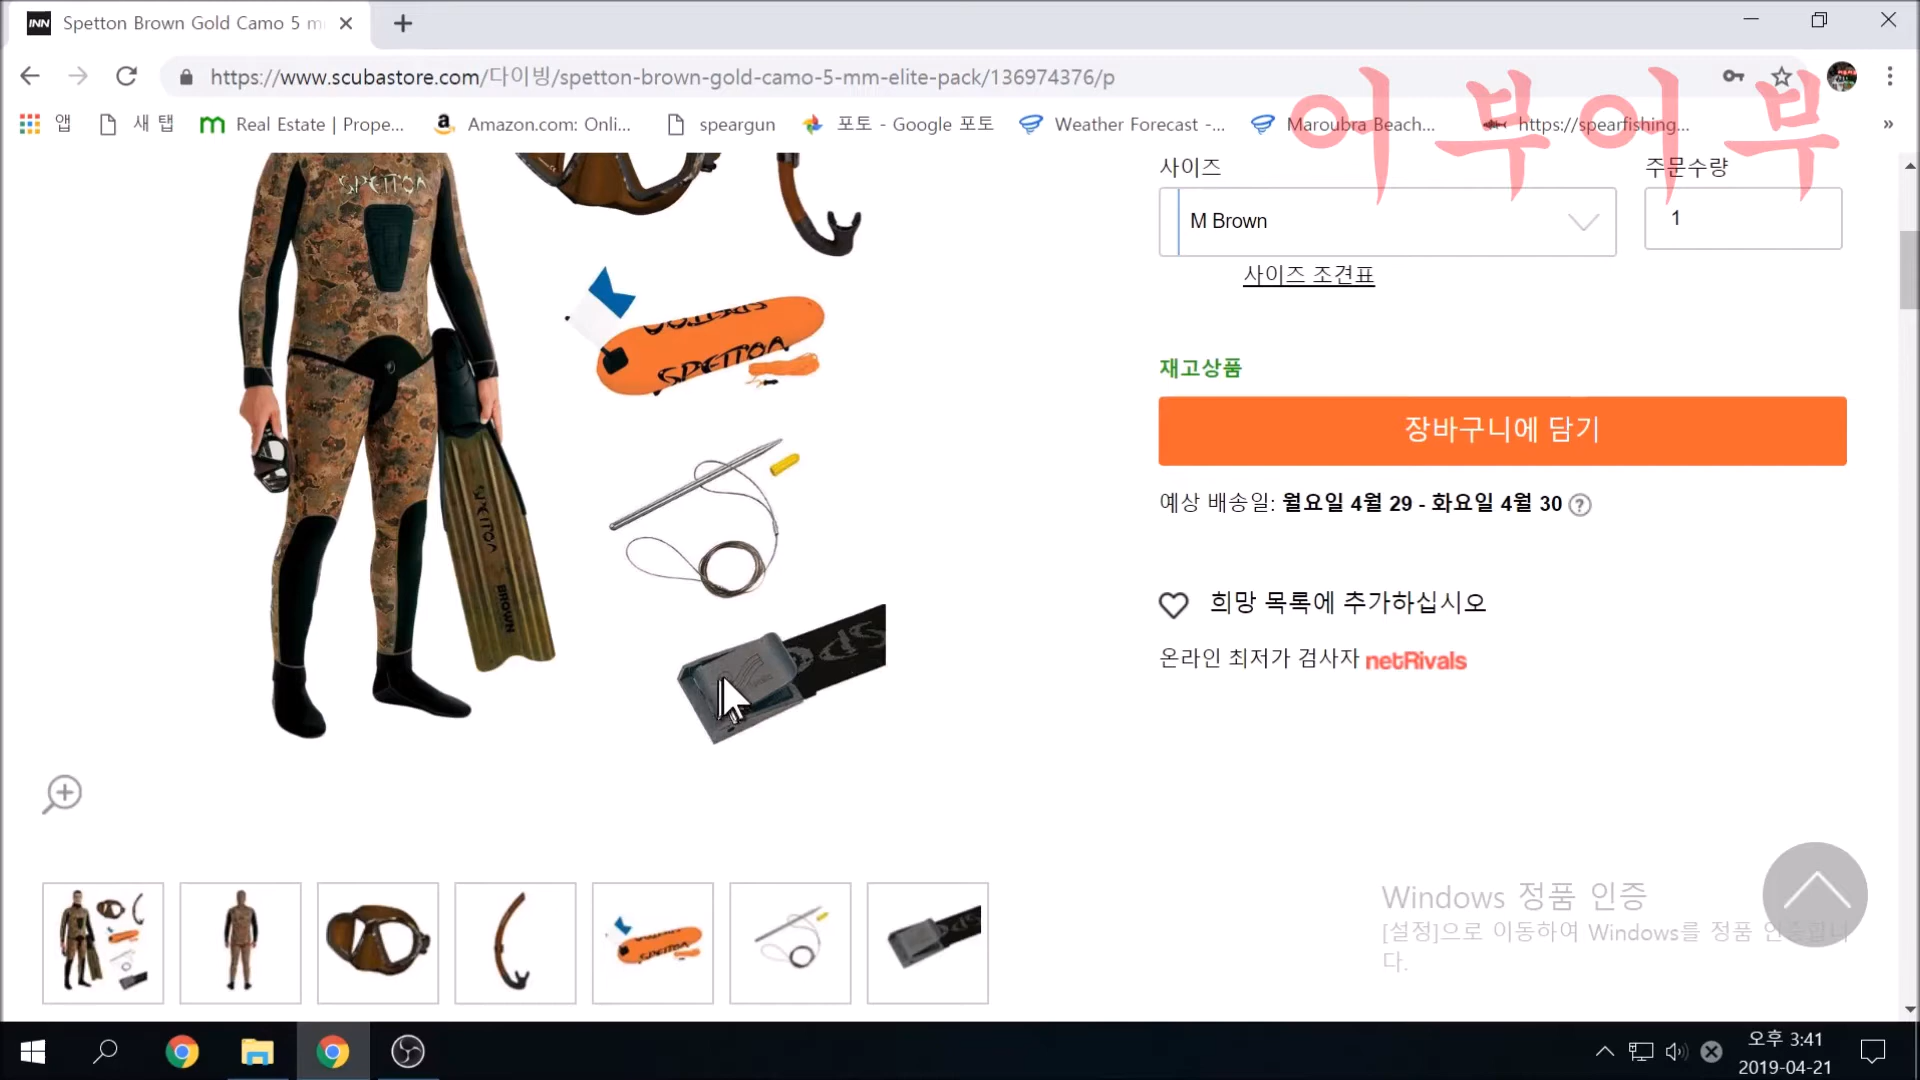 INN Spetton Brown Gold Camo 5 m
https://www.scubastore.com/다이빙/spetton-brown-gold-camo-5-mm-elite-pack/136974376/p
앱 새 탭 Real Estate | Prope... Amazon.com: Onli... speargun 포토 - Google 포토 Weather Forecast -... Maroubra Beach... https://spearfishing...
어부어부
사이즈 주문수량
M Brown 1
사이즈 조견표
재고상품
장바구니에 담기
예상 배송일: 월요일 4월 29 - 화요일 4월 30 ?
희망 목록에 추가하십시오
온라인 최저가 검사자 netRivals
SPETTON
SPETTON
SPETTON
SPETTON
BROWN
Windows 정품 인증
[설정]으로 이동하여 Windows를 정품 인증합니
다.
오후 3:41
2019-04-21